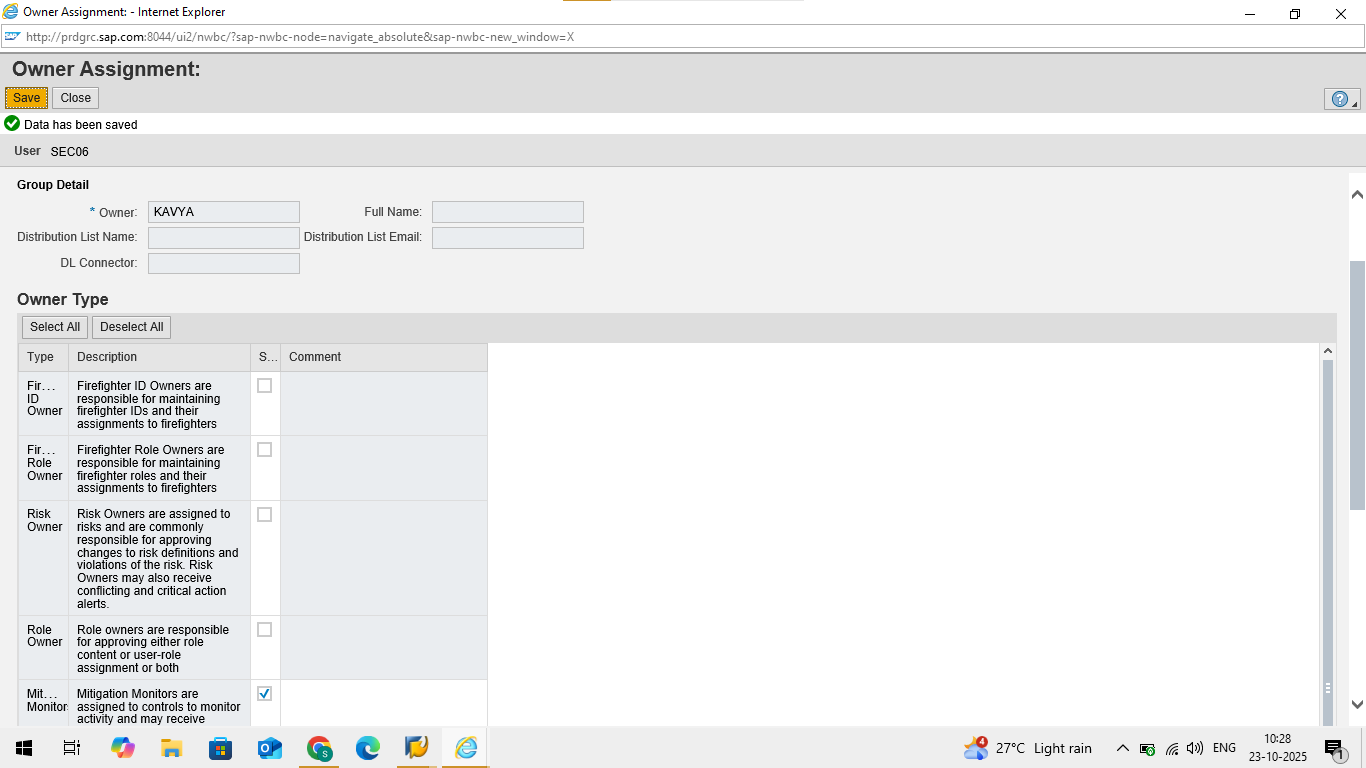 Owner Assignment: - Internet Explorer
http://prdgrc.sap.com:8044/ui2/nwbc/?sap-nwbc-node=navigate_absolute&sap-nwbc-new_window=X
Owner Assignment:
Save Close
Data has been saved
User SEC06
Group Detail
* Owner: KAVYA Full Name:
Distribution List Name: Distribution List Email:
DL Connector:
Owner Type
Select All Deselect All
Type Description S... Comment
Fir... Firefighter ID Owners are
ID responsible for maintaining
Owner firefighter IDs and their
assignments to firefighters
Fir... Firefighter Role Owners are
Role responsible for maintaining
Owner firefighter roles and their
assignments to firefighters
Risk Risk Owners are assigned to
Owner risks and are commonly
responsible for approving
changes to risk definitions and
violations of the risk. Risk
Owners may also receive
conflicting and critical action
alerts.
Role Role owners are responsible
Owner for approving either role
content or user-role
assignment or both
Mit... Mitigation Monitors are
Monitors assigned to controls to monitor
activity and may receive
4 27°C Light rain ENG 10:28
23-10-2025 1